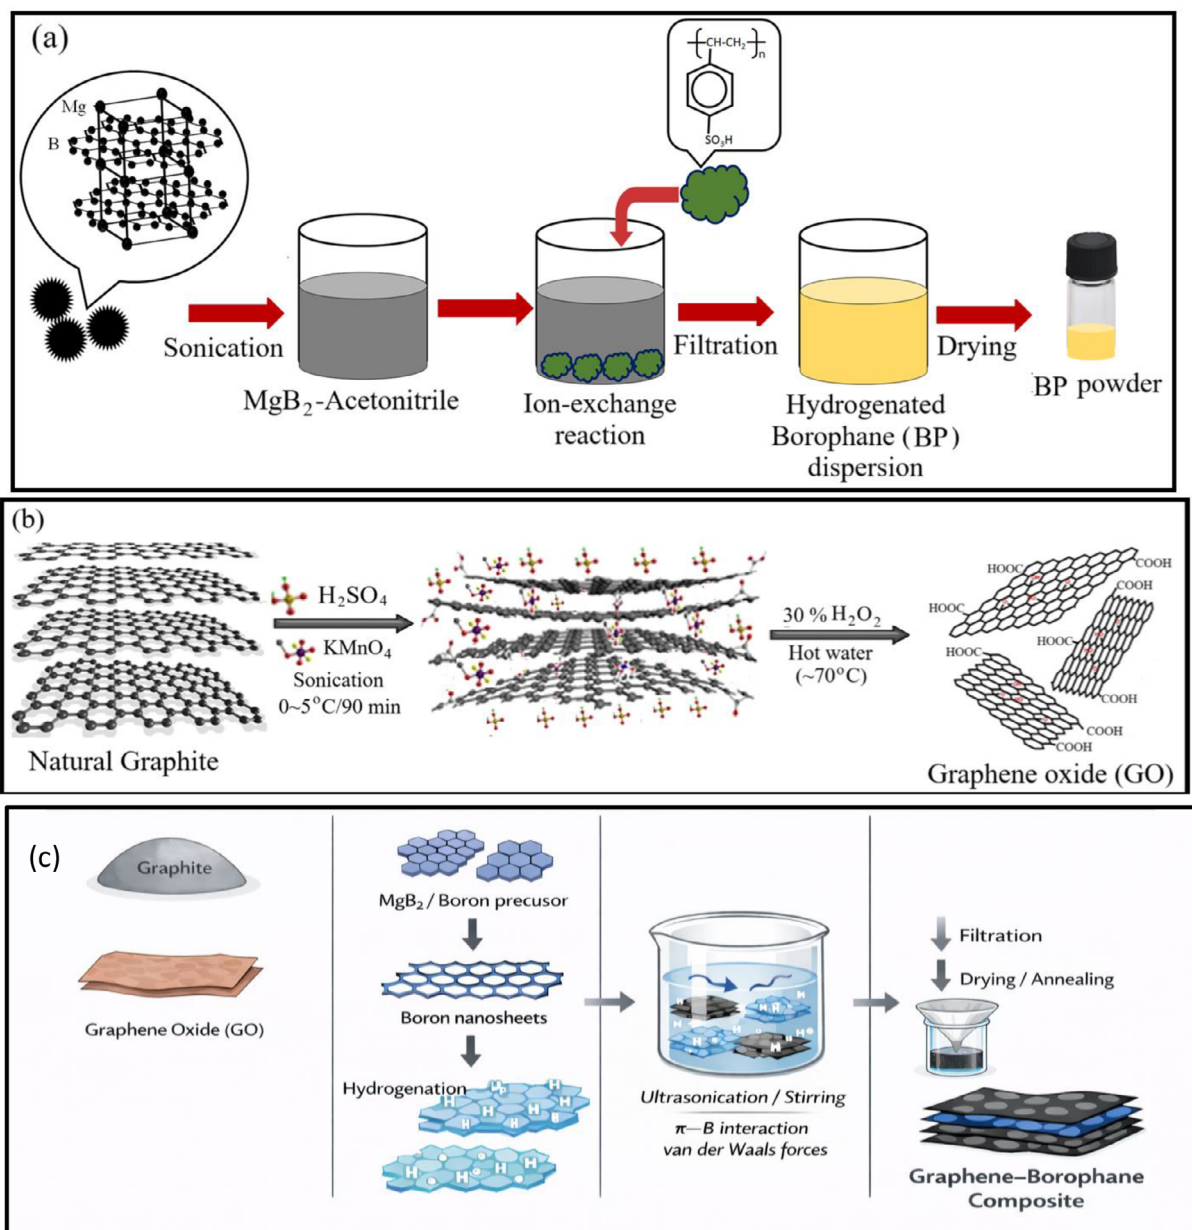 (a)
Mg
B
CH-CH2
n
SO3H
Sonication
MgB2-Acetonitrile
Ion-exchange
reaction
Filtration
Hydrogenated
Borophane (BP)
dispersion
Drying
BP powder
(b)
Natural Graphite
H2SO4
KMnO4
Sonication
0~5°C/90 min
30 % H2O2
Hot water
(~70°C)
HOOC
COOH
HOOC
COOH
HOOC
HOOC
COOH
COOH
COOH
Graphene oxide (GO)
(c)
Graphite
Graphene Oxide (GO)
MgB2 / Boron precusor
Boron nanosheets
Hydrogenation
H H H H H H
H H H
H H H H H H
Ultrasonication / Stirring
π—B interaction
van der Waals forces
Filtration
Drying / Annealing
Graphene–Borophane
Composite